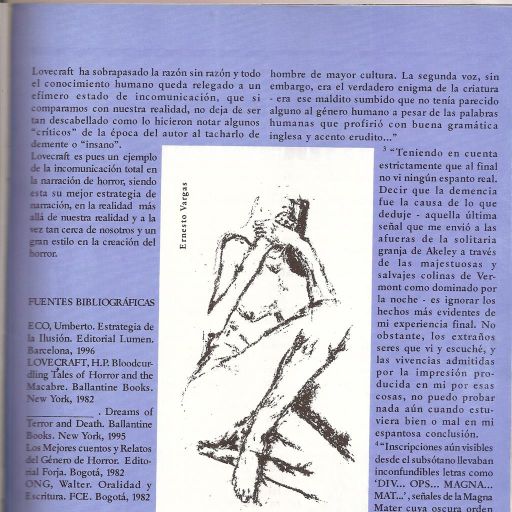 Lovecraft ha sobrapasado la razón sin razón y todo
el conocimiento humano queda relegado a un
efímero estado de incomunicación, que si
comparamos con nuestra realidad, no deja de ser
tan descabellado como lo hicieron notar algunos
“críticos” de la época del autor al tacharlo de
demente o “insano”.
Lovecraft es pues un ejemplo
de la incomunicación total en
la narración de horror, siendo
esta su mejor estrategia de
narración, en la realidad más
allá de nuestra realidad y a la
vez tan cerca de nosotros y un
gran estilo en la creación del
horror.
FUENTES BIBLIOGRÁFICAS
ECO, Umberto. Estrategia de
la Ilusión. Editorial Lumen.
Barcelona, 1996
LOVECRAFT, H.P. Bloodcur-
dling Tales of Horror and the
Macabre. Ballantine Books.
New York, 1982
____________ . Dreams of
Terror and Death. Ballantine
Books. New York, 1995
Los Mejores cuentos y Relatos
del Género de Horror. Edito-
rial Forja. Bogotá, 1982
ONG, Walter. Oralidad y
Escritura. FCE. Bogotá, 1982
Ernesto Vargas
hombre de mayor cultura. La segunda voz, sin
embargo, era el verdadero enigma de la criatura
- era ese maldito sumbido que no tenía parecido
alguno al género humano a pesar de las palabras
humanas que profirió con buena gramática
inglesa y acento erudito...”
3 “Teniendo en cuenta
estrictamente que al final
no vi ningún espanto real.
Decir que la demencia
fue la causa de lo que
deduje - aquella última
señal que me envió a las
afueras de la solitaria
granja de Akeley a través
de las majestuosas y
salvajes colinas de Ver-
mont como dominado por
la noche - es ignorar los
hechos más evidentes de
mi experiencia final. No
obstante, los extraños
seres que vi y escuché, y
las vivencias admitidas
por la impresión pro-
ducida en mi por esas
cosas, no puedo probar
nada aún cuando estu-
viera bien o mal en mi
espantosa conclusión.
4 “Inscripciones aún visibles
desde el subsótano llevaban
inconfundibles letras como
‘DIV... OPS... MAGNA...
MAT...’, señales de la Magna
Mater cuya oscura orden